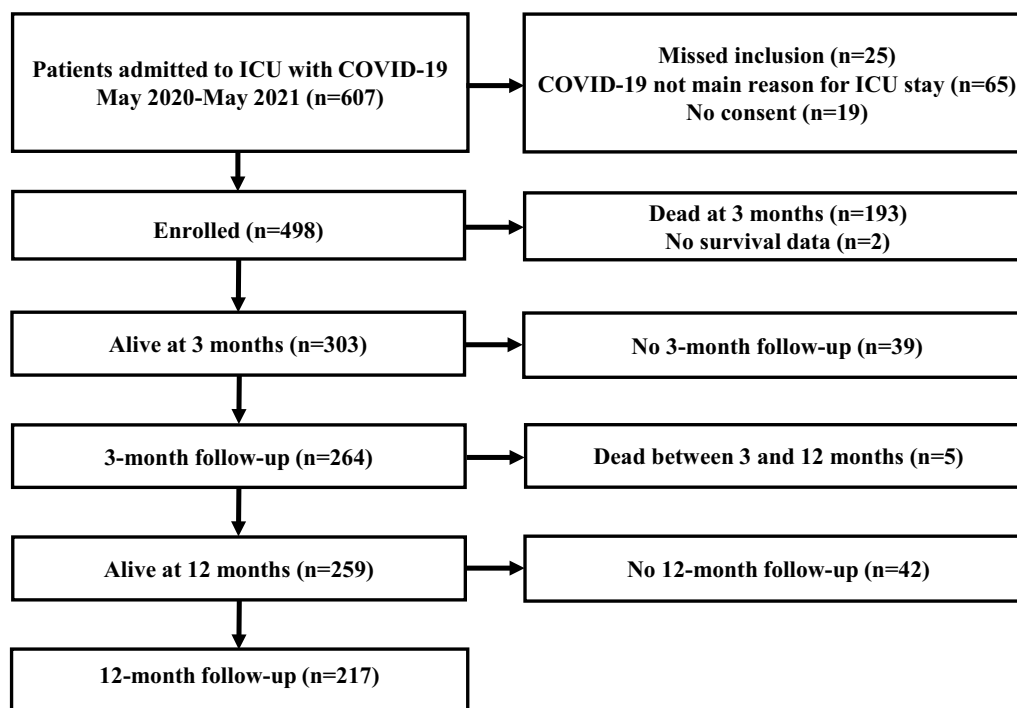 Patients admitted to ICU with COVID-19
May 2020-May 2021 (n=607)
Missed inclusion (n=25)
COVID-19 not main reason for ICU stay (n=65)
No consent (n=19)
Enrolled (n=498)
Dead at 3 months (n=193)
No survival data (n=2)
Alive at 3 months (n=303)
No 3-month follow-up (n=39)
3-month follow-up (n=264)
Dead between 3 and 12 months (n=5)
Alive at 12 months (n=259)
No 12-month follow-up (n=42)
12-month follow-up (n=217)